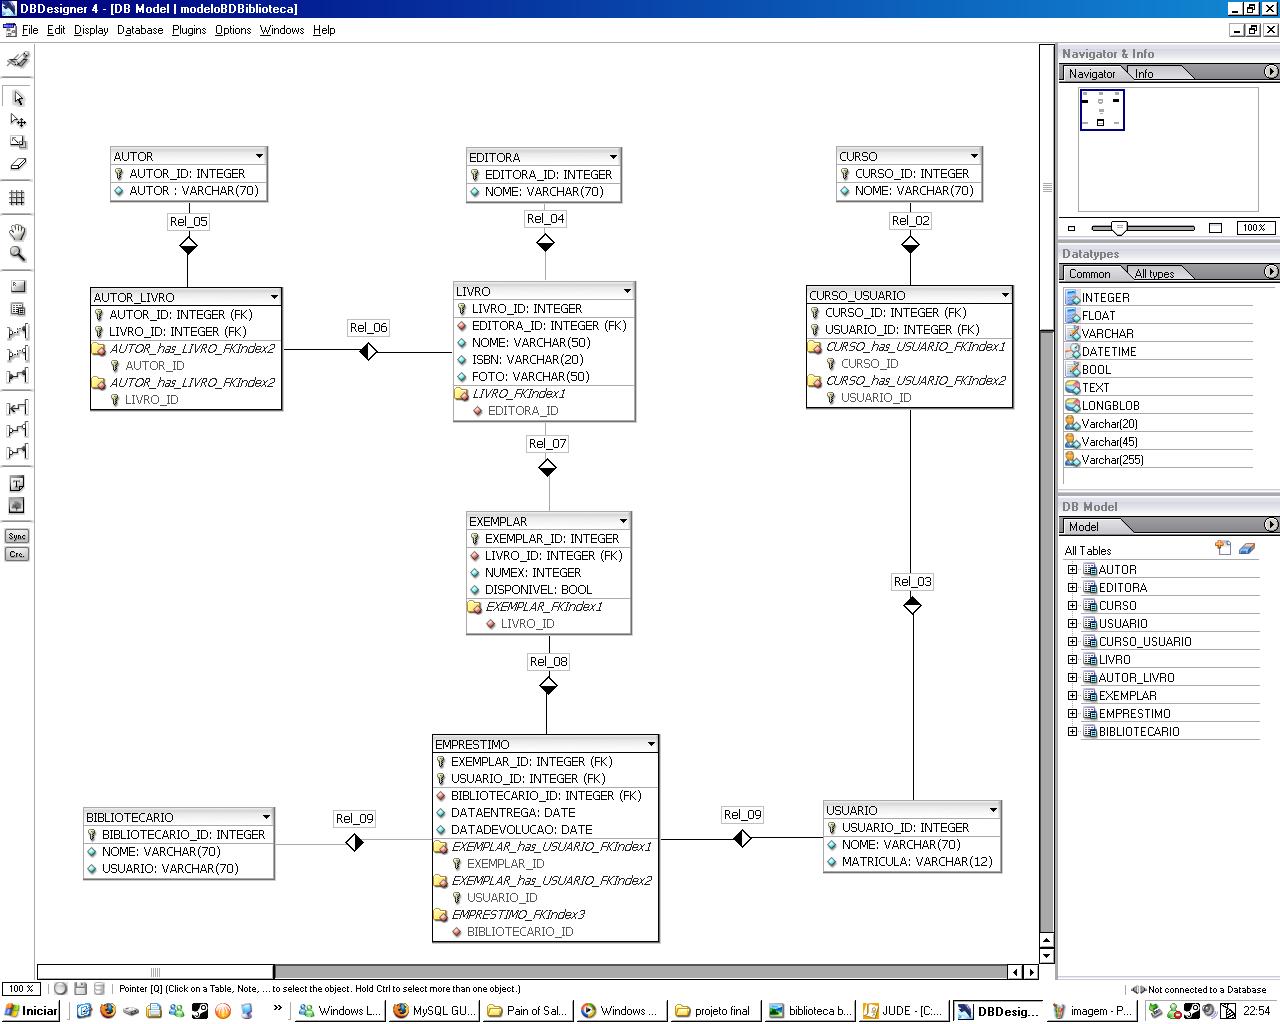 DBDesigner 4 - [DB Model | modeloBDBiblioteca]
File Edit Display Database Plugins Options Windows Help
Navigator & Info
Navigator Info
100%
Datatypes
Common All types
INTEGER
FLOAT
VARCHAR
DATETIME
BOOL
TEXT
LONGBLOB
Varchar(20)
Varchar(45)
Varchar(255)
DB Model
Model
All Tables
AUTOR
EDITORA
CURSO
USUARIO
CURSO_USUARIO
LIVRO
AUTOR_LIVRO
EXEMPLAR
EMPRESTIMO
BIBLIOTECARIO
Sync
Cre.
AUTOR
AUTOR_ID: INTEGER
AUTOR : VARCHAR(70)
Rel_05
EDITORA
EDITORA_ID: INTEGER
NOME: VARCHAR(70)
Rel_04
CURSO
CURSO_ID: INTEGER
NOME: VARCHAR(70)
Rel_02
AUTOR_LIVRO
AUTOR_ID: INTEGER (FK)
LIVRO_ID: INTEGER (FK)
AUTOR_has_LIVRO_FKIndex2
AUTOR_ID
AUTOR_has_LIVRO_FKIndex2
LIVRO_ID
Rel_06
LIVRO
LIVRO_ID: INTEGER
EDITORA_ID: INTEGER (FK)
NOME: VARCHAR(50)
ISBN: VARCHAR(20)
FOTO: VARCHAR(50)
LIVRO_FKIndex1
EDITORA_ID
Rel_07
CURSO_USUARIO
CURSO_ID: INTEGER (FK)
USUARIO_ID: INTEGER (FK)
CURSO_has_USUARIO_FKIndex1
CURSO_ID
CURSO_has_USUARIO_FKIndex2
USUARIO_ID
Rel_03
EXEMPLAR
EXEMPLAR_ID: INTEGER
LIVRO_ID: INTEGER (FK)
NUMEX: INTEGER
DISPONIVEL: BOOL
EXEMPLAR_FKIndex1
LIVRO_ID
Rel_08
BIBLIOTECARIO
BIBLIOTECARIO_ID: INTEGER
NOME: VARCHAR(70)
USUARIO: VARCHAR(70)
Rel_09
EMPRESTIMO
EXEMPLAR_ID: INTEGER (FK)
USUARIO_ID: INTEGER (FK)
BIBLIOTECARIO_ID: INTEGER (FK)
DATAENTREGA: DATE
DATADEVOLUCAO: DATE
EXEMPLAR_has_USUARIO_FKIndex1
EXEMPLAR_ID
EXEMPLAR_has_USUARIO_FKIndex2
USUARIO_ID
EMPRESTIMO_FKIndex3
BIBLIOTECARIO_ID
Rel_09
USUARIO
USUARIO_ID: INTEGER
NOME: VARCHAR(70)
MATRICULA: VARCHAR(12)
100 % Pointer [Q] (Click on a Table, Note, ... to select the object. Hold Ctrl to select more than one object.) Not connected to a Database
Iniciar » Windows L... MySQL GU... Pain of Sal... Windows ... projeto final biblioteca b... JUDE - [C:... DBDesig... imagem - P... 22:54